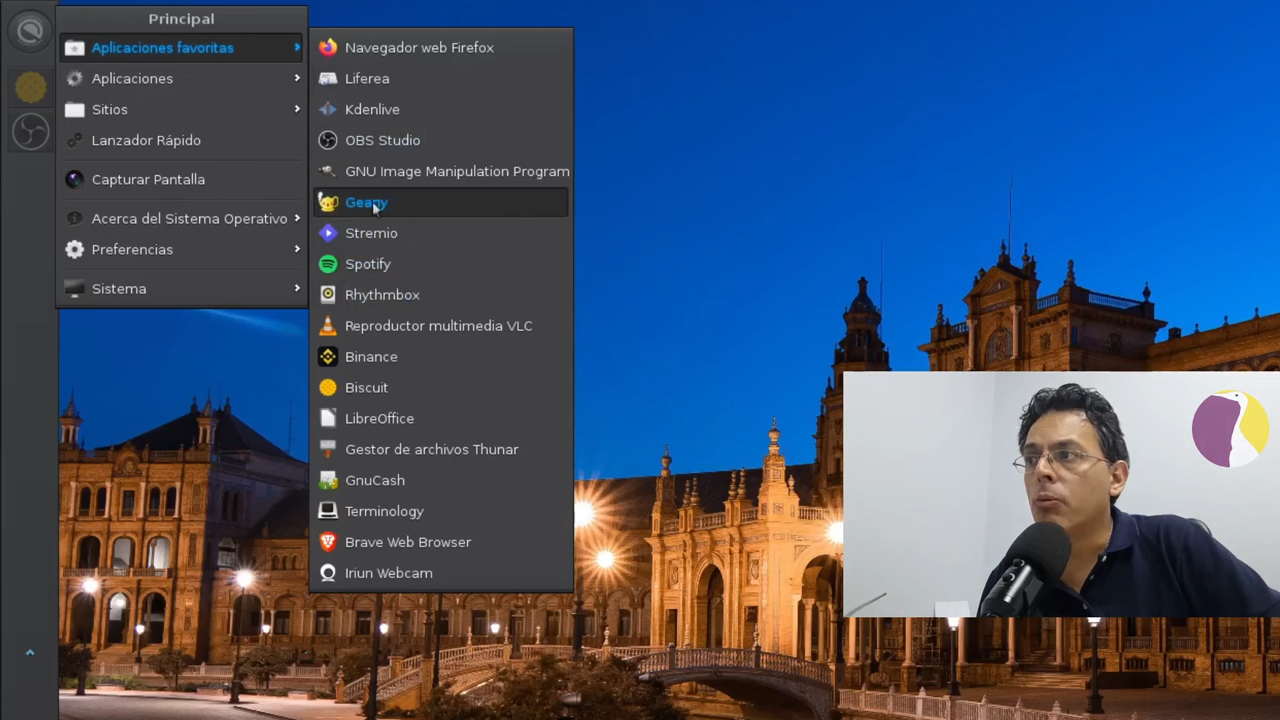 Principal
Aplicaciones favoritas
Aplicaciones
Sitios
Lanzador Rápido
Capturar Pantalla
Acerca del Sistema Operativo
Preferencias
Sistema
Navegador web Firefox
Liferea
Kdenlive
OBS Studio
GNU Image Manipulation Program
Geany
Stremio
Spotify
Rhythmbox
Reproductor multimedia VLC
Binance
Biscuit
LibreOffice
Gestor de archivos Thunar
GnuCash
Terminology
Brave Web Browser
Iriun Webcam